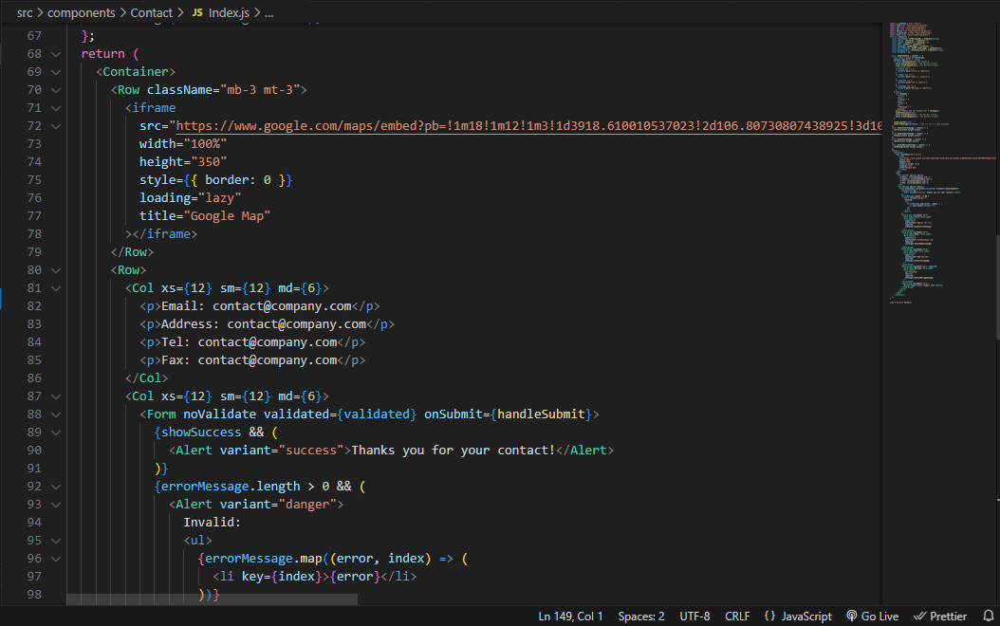 src > components > Contact > JS Index.js > ...
67 };
68 return (
69 <Container>
70 <Row className="mb-3 mt-3">
71 <iframe
72 src="https://www.google.com/maps/embed?pb=!1m18!1m12!1m3!1d3918.610010537023!2d106.80730807438925!3d10
73 width="100%"
74 height="350"
75 style={{ border: 0 }}
76 loading="lazy"
77 title="Google Map"
78 ></iframe>
79 </Row>
80 <Row>
81 <Col xs={12} sm={12} md={6}>
82 <p>Email: contact@company.com</p>
83 <p>Address: contact@company.com</p>
84 <p>Tel: contact@company.com</p>
85 <p>Fax: contact@company.com</p>
86 </Col>
87 <Col xs={12} sm={12} md={6}>
88 <Form noValidate validated={validated} onSubmit={handleSubmit}>
89 {showSuccess && (
90 <Alert variant="success">Thanks you for your contact!</Alert>
91 )}
92 {errorMessage.length > 0 && (
93 <Alert variant="danger">
94 Invalid:
95 <ul>
96 {errorMessage.map((error, index) => (
97 <li key={index}>{error}</li>
98 ))}
Ln 149, Col 1 Spaces: 2 UTF-8 CRLF {} JavaScript Go Live Prettier